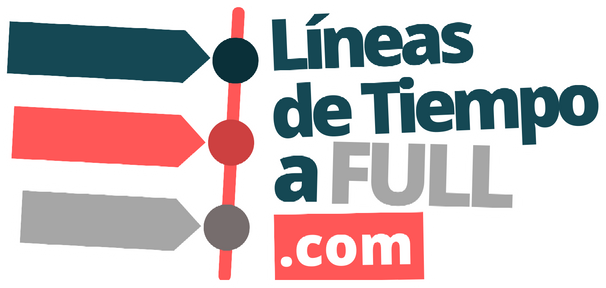 Líneas
de Tiempo
a FULL
.com